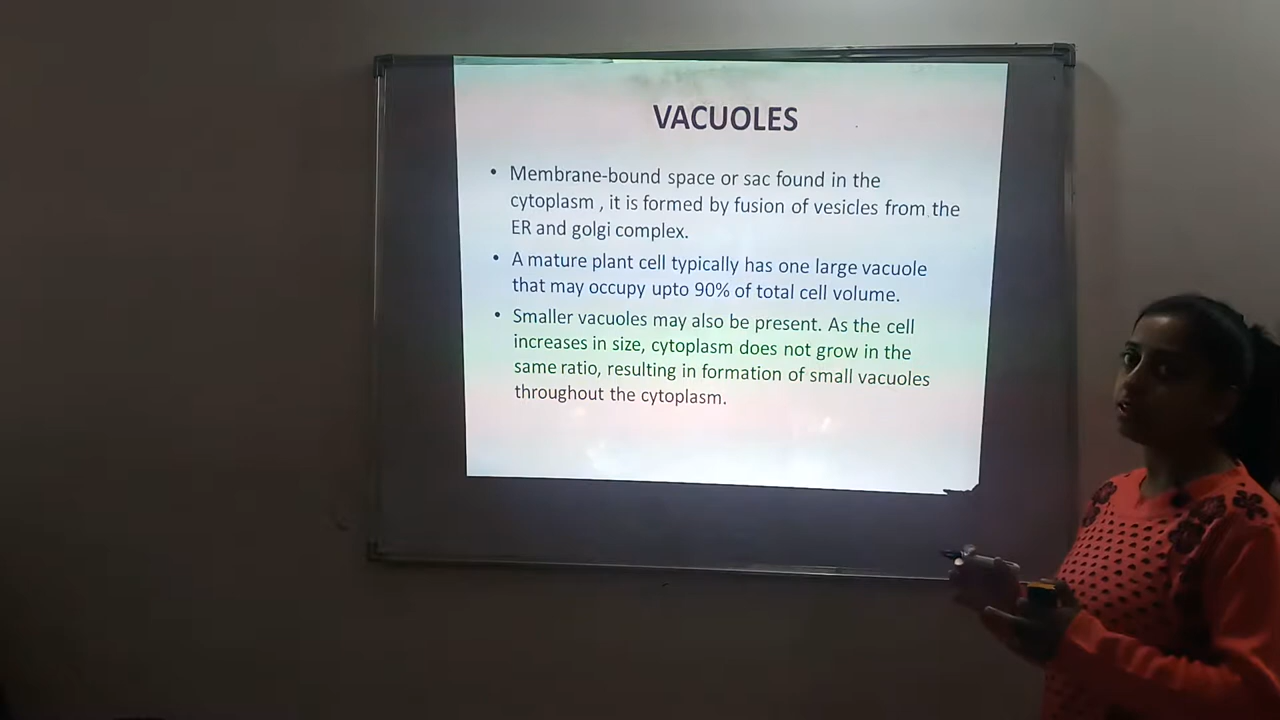 VACUOLES
• Membrane-bound space or sac found in the
cytoplasm , it is formed by fusion of vesicles from the
ER and golgi complex.
• A mature plant cell typically has one large vacuole
that may occupy upto 90% of total cell volume.
• Smaller vacuoles may also be present. As the cell
increases in size, cytoplasm does not grow in the
same ratio, resulting in formation of small vacuoles
throughout the cytoplasm.